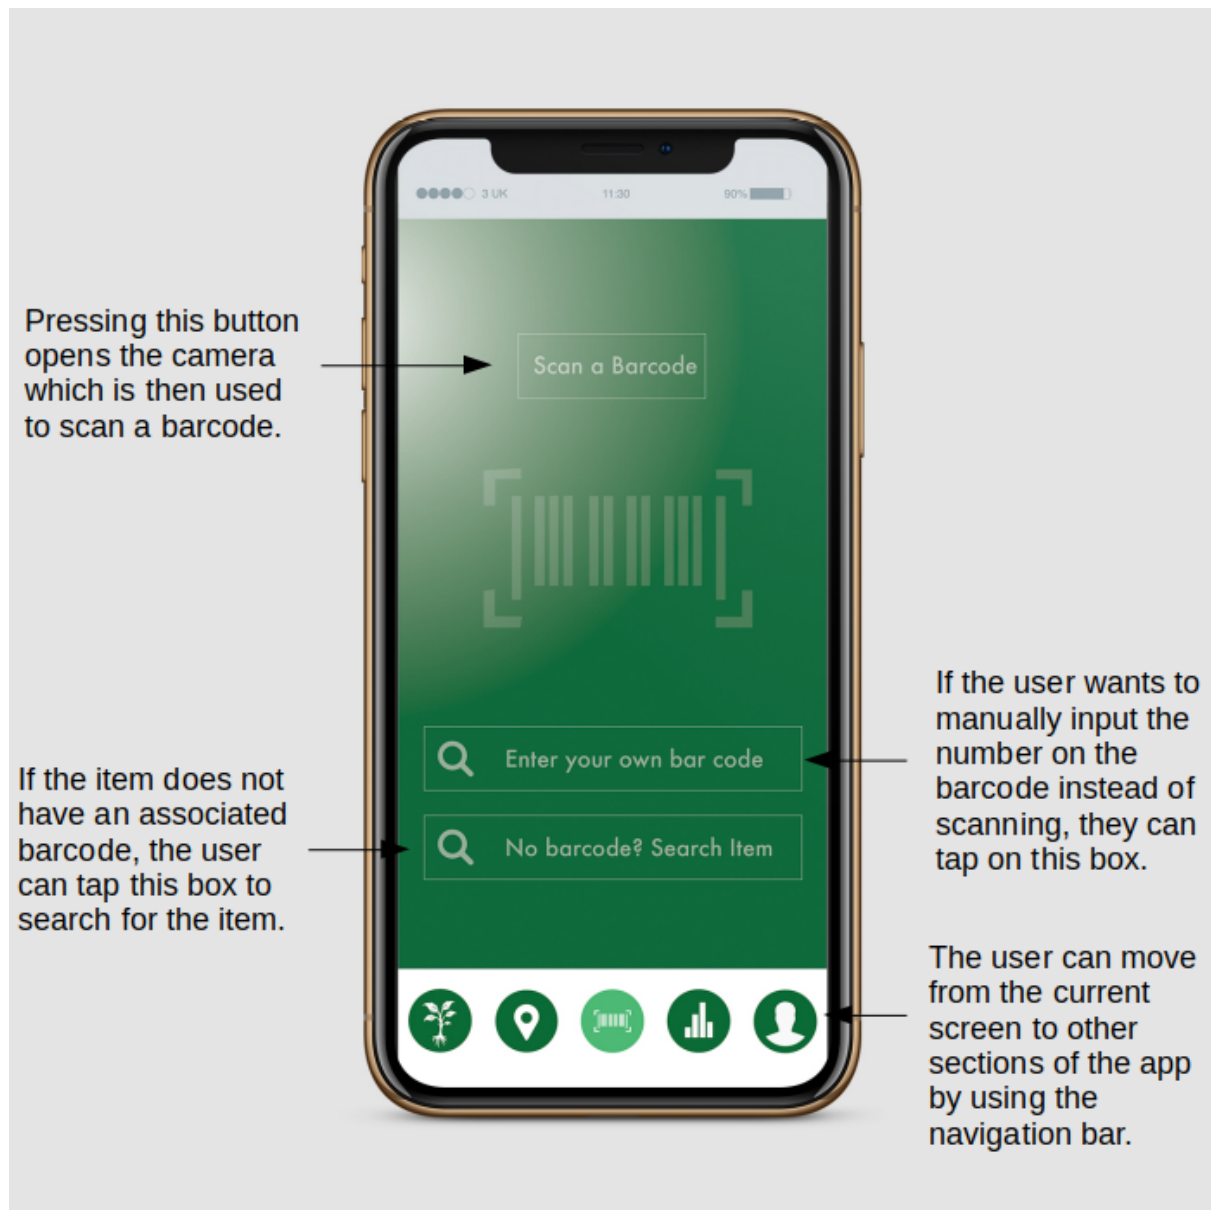 3 UK 11:30 90%
Pressing this button
opens the camera
which is then used
to scan a barcode.
Scan a Barcode
If the user wants to
manually input the
number on the
barcode instead of
scanning, they can
tap on this box.
Enter your own bar code
If the item does not
have an associated
barcode, the user
can tap this box to
search for the item.
No barcode? Search Item
The user can move
from the current
screen to other
sections of the app
by using the
navigation bar.